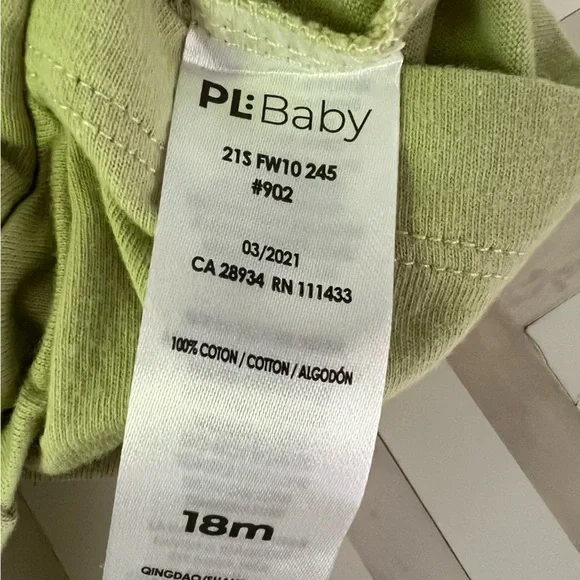 PL:Baby
21S FW10 245
#902
03/2021
CA 28934 RN 111433
100% COTON / COTTON / ALGODÓN
18m